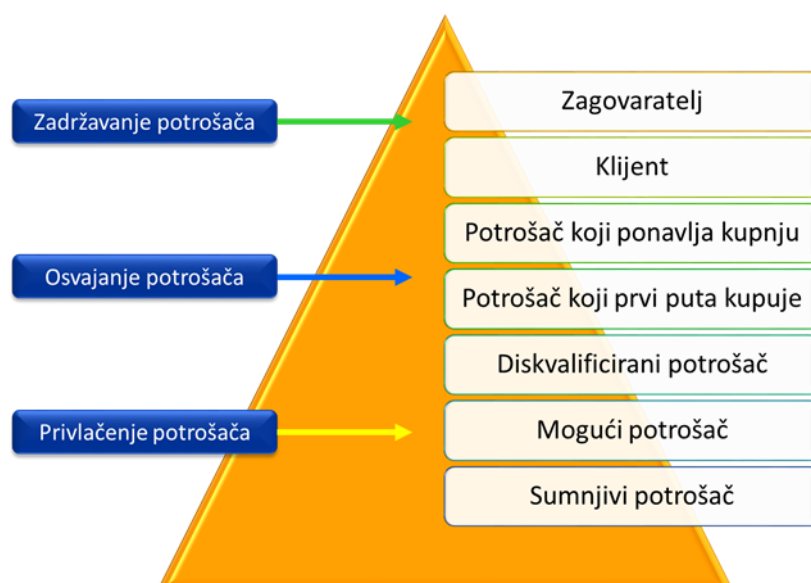 Zadržavanje potrošača
Osvajanje potrošača
Privlačenje potrošača
Zagovaratelj
Klijent
Potrošač koji ponavlja kupnju
Potrošač koji prvi puta kupuje
Diskvalificirani potrošač
Mogući potrošač
Sumnjivi potrošač